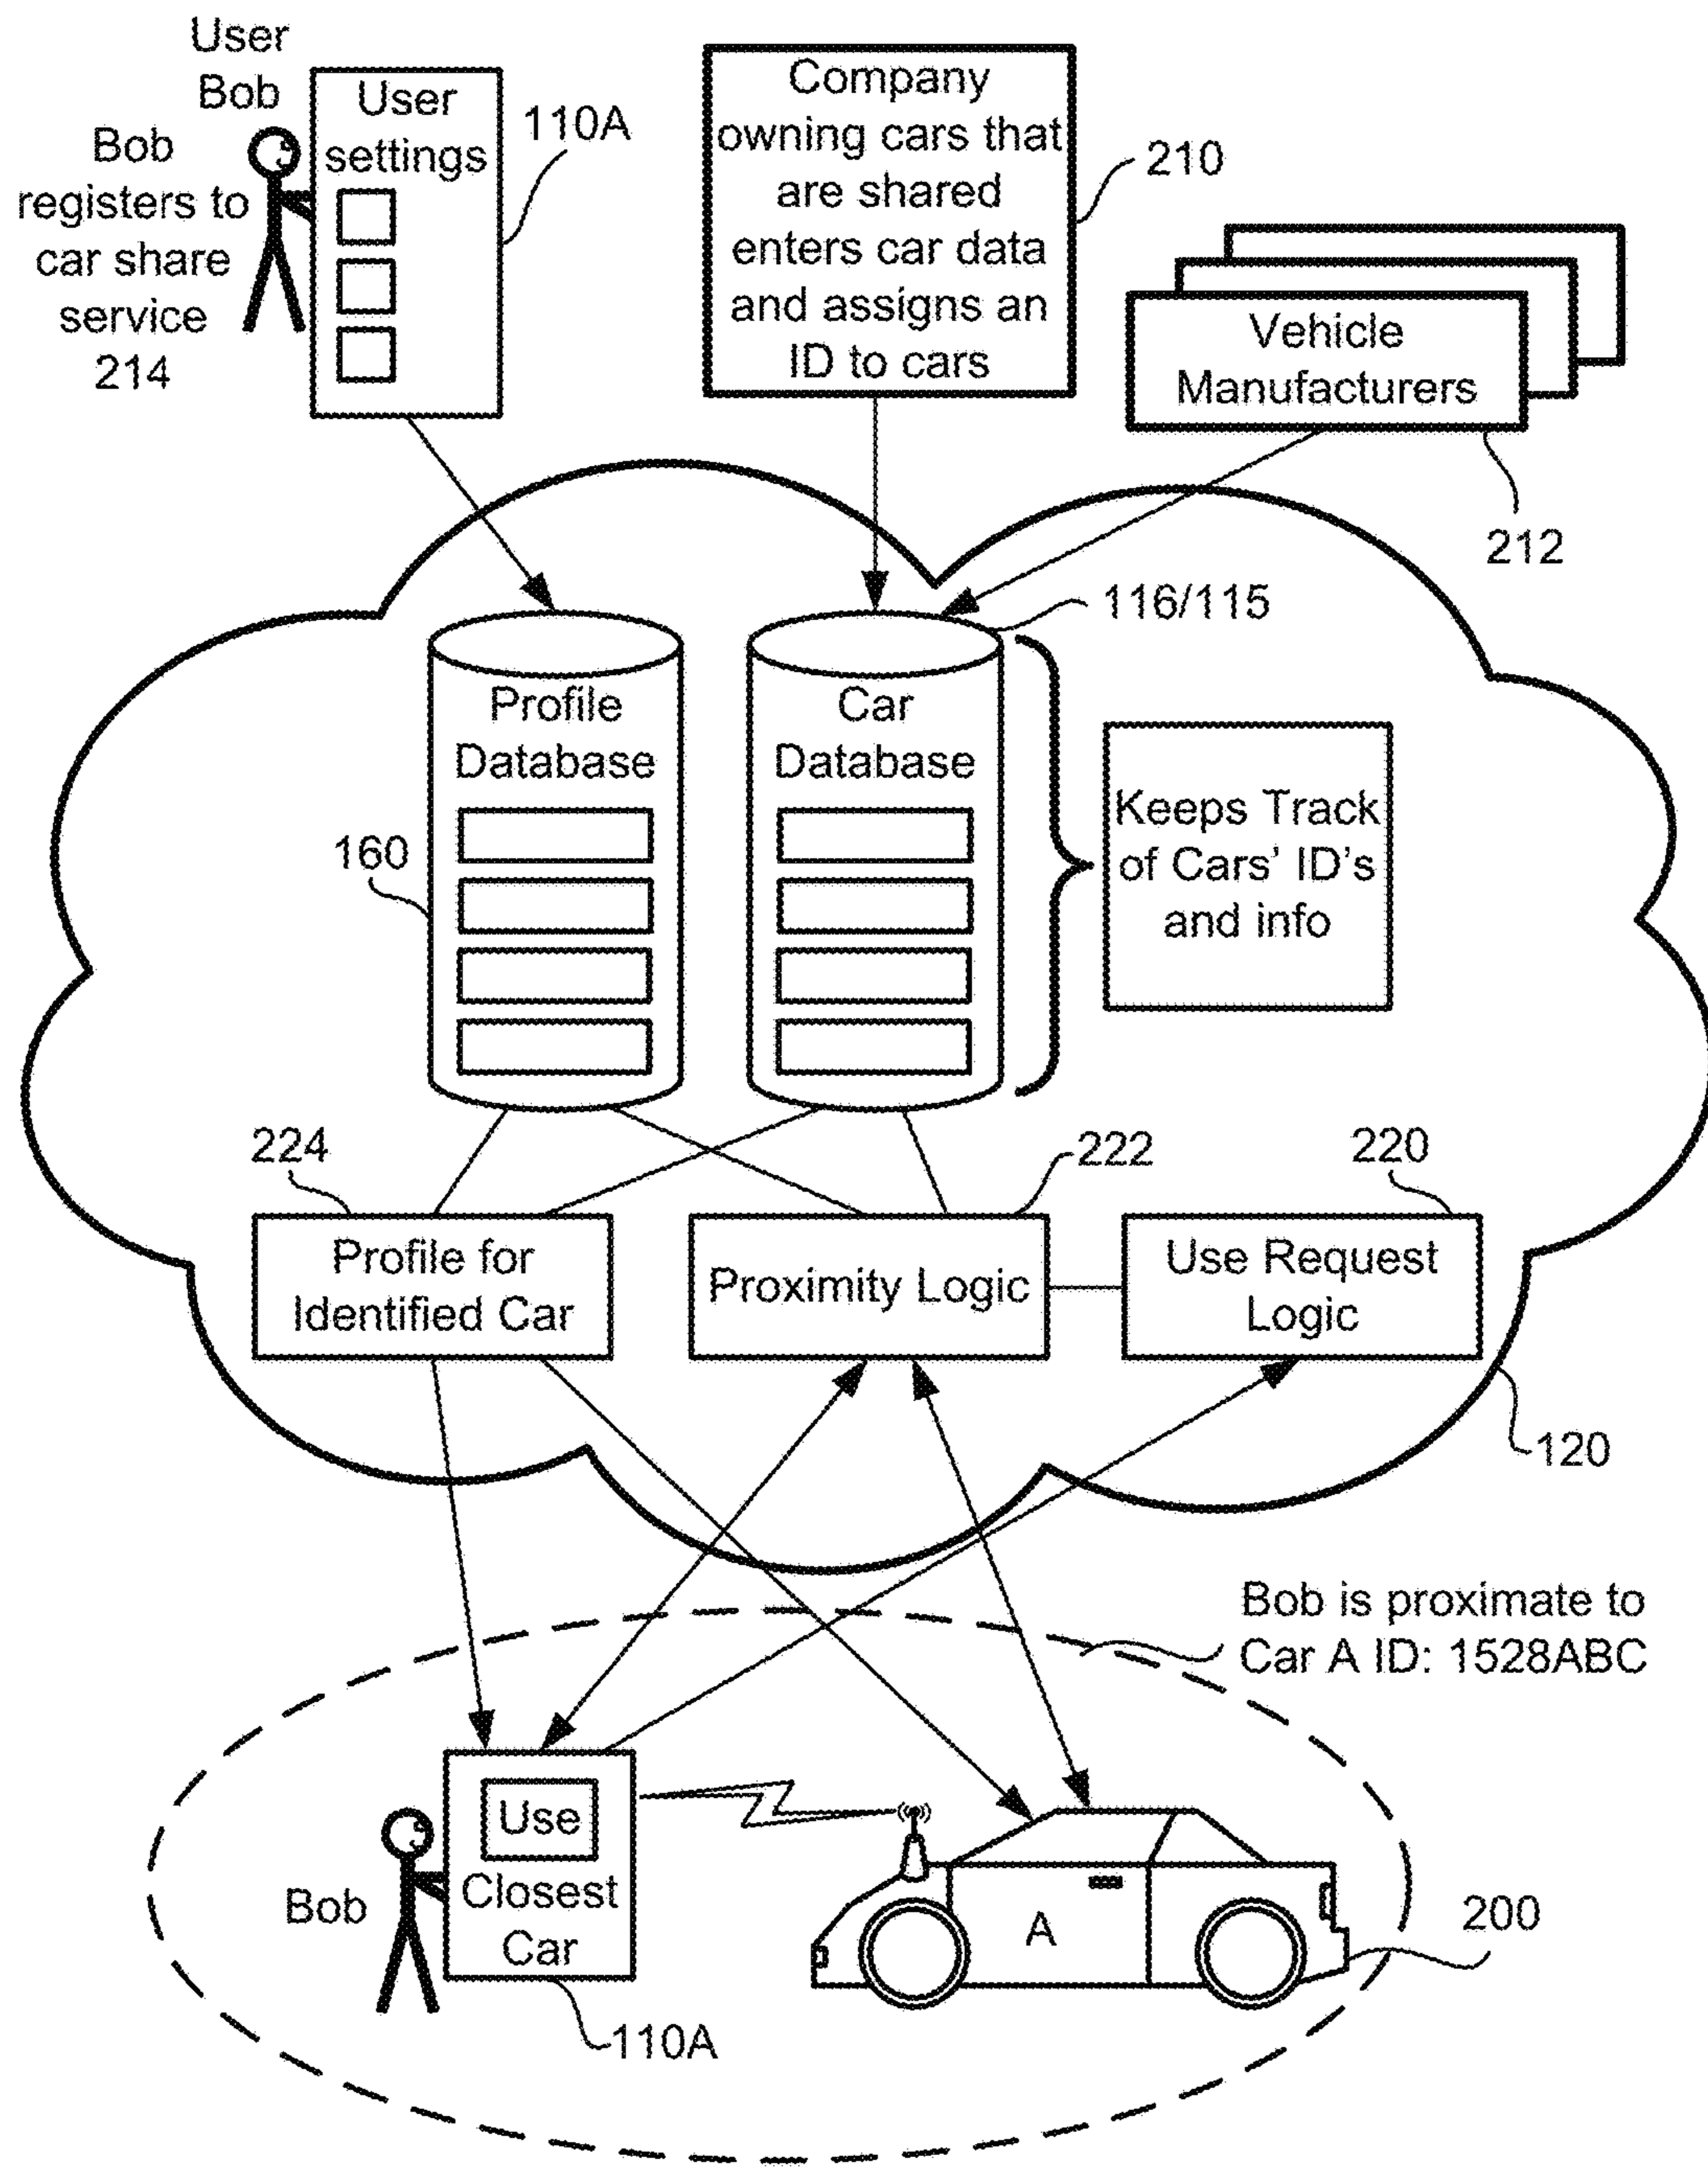 User
Bob
Bob
registers to
car share
service
214
User
settings
110A
Company
owning cars that
are shared
enters car data
and assigns an
ID to cars
210
Vehicle
Manufacturers
212
116/115
Profile
Database
160
Car
Database
Keeps Track
of Cars’ ID’s
and info
224
222
220
Profile for
Identified Car
Proximity Logic
Use Request
Logic
120
Bob is proximate to
Car A ID: 1528ABC
Use
Closest
Car
Bob
110A
A
200